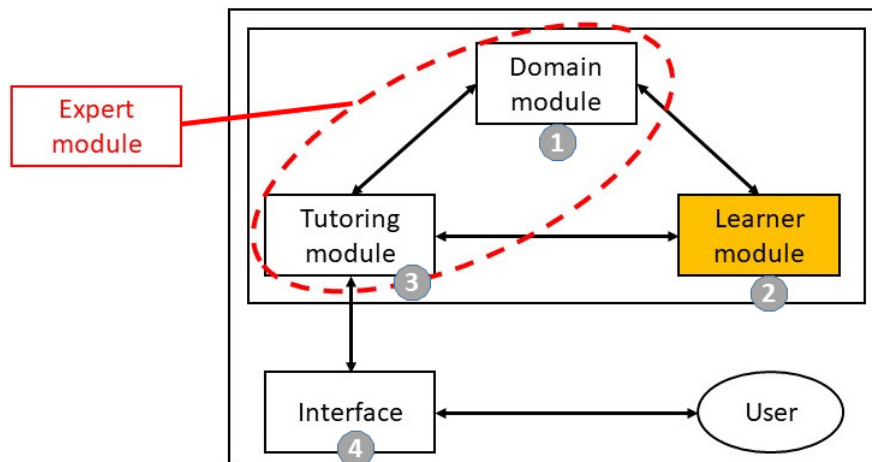 Domain
module
1
Expert
module
Tutoring
module
3
Learner
module
2
Interface
4
User